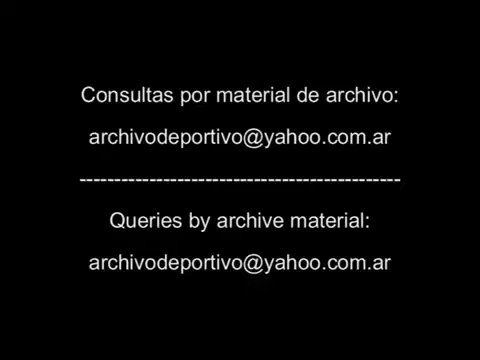 Consultas por material de archivo:
archivodeportivo@yahoo.com.ar
----------------------------------------------
Queries by archive material:
archivodeportivo@yahoo.com.ar